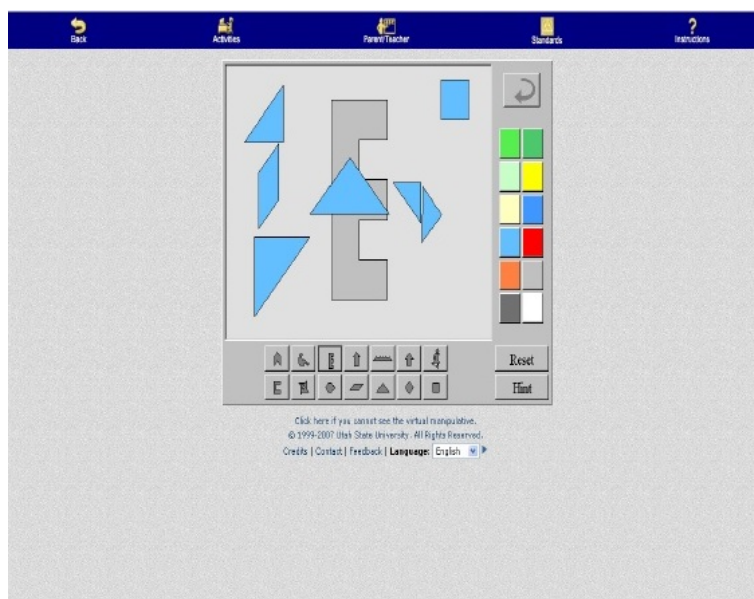 Back Activities Parent/Teacher Standards Instructions
Reset
Hint
Click here if you cannot see the virtual manipulative.
© 1999-2007 Utah State University. All Rights Reserved.
Credits | Contact | Feedback | Language: English